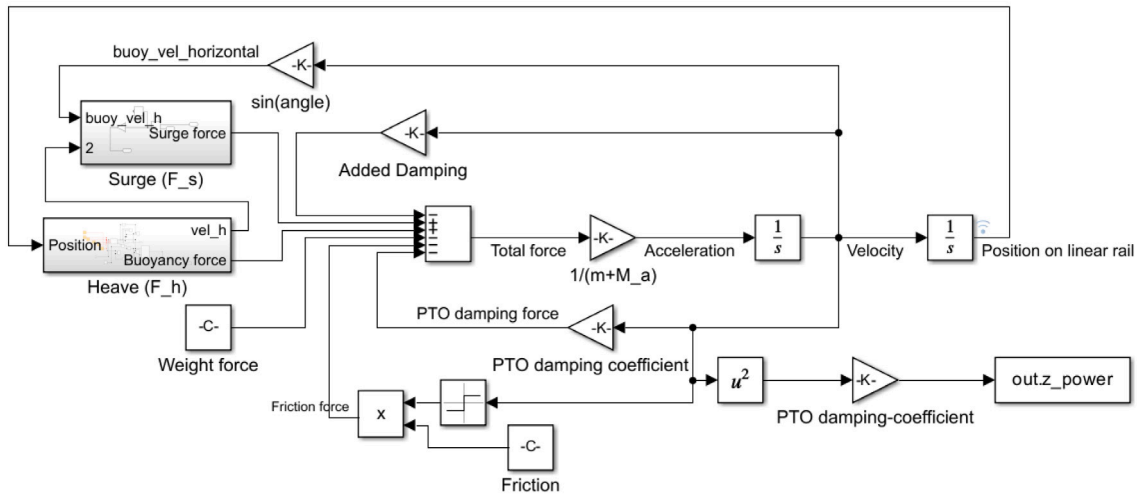 buoy_vel_horizontal
-K-
sin(angle)
buoy_vel_h
Surge force
2
Surge (F_s)
-K-
Added Damping
vel_h
Position
Buoyancy force
Heave (F_h)
Total force
-K-
1/(m+M_a)
Acceleration
1
s
Velocity
1
s
Position on linear rail
-C-
Weight force
PTO damping force
-K-
PTO damping coefficient
u²
-K-
PTO damping-coefficient
out.z_power
Friction force
x
-C-
Friction